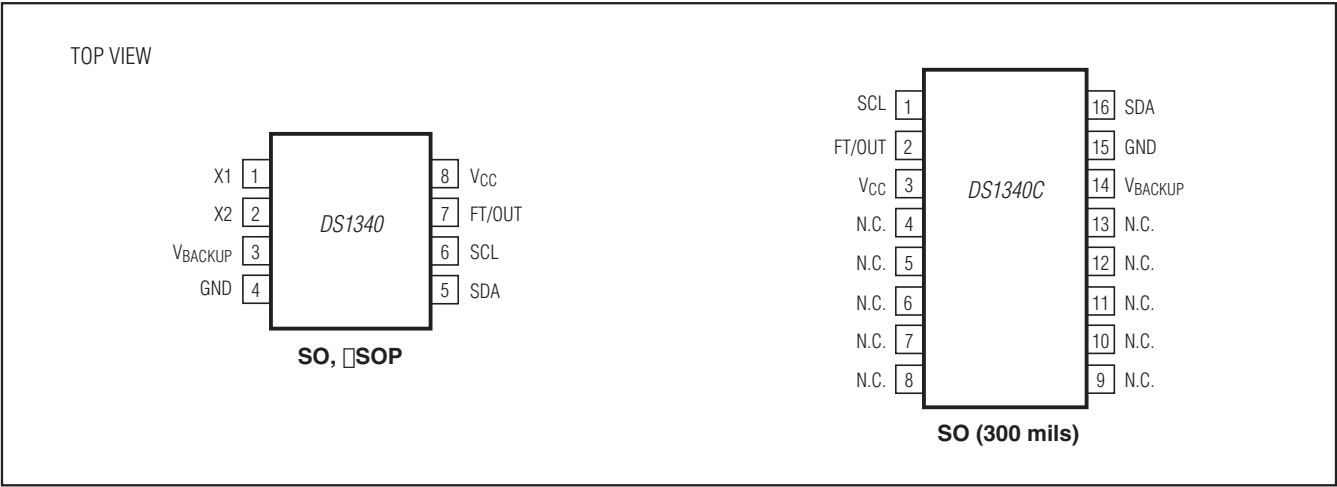 TOP VIEW
X1 1
X2 2
VBACKUP 3
GND 4
DS1340
8 VCC
7 FT/OUT
6 SCL
5 SDA
SO, □SOP
SCL 1
FT/OUT 2
VCC 3
N.C. 4
N.C. 5
N.C. 6
N.C. 7
N.C. 8
DS1340C
16 SDA
15 GND
14 VBACKUP
13 N.C.
12 N.C.
11 N.C.
10 N.C.
9 N.C.
SO (300 mils)